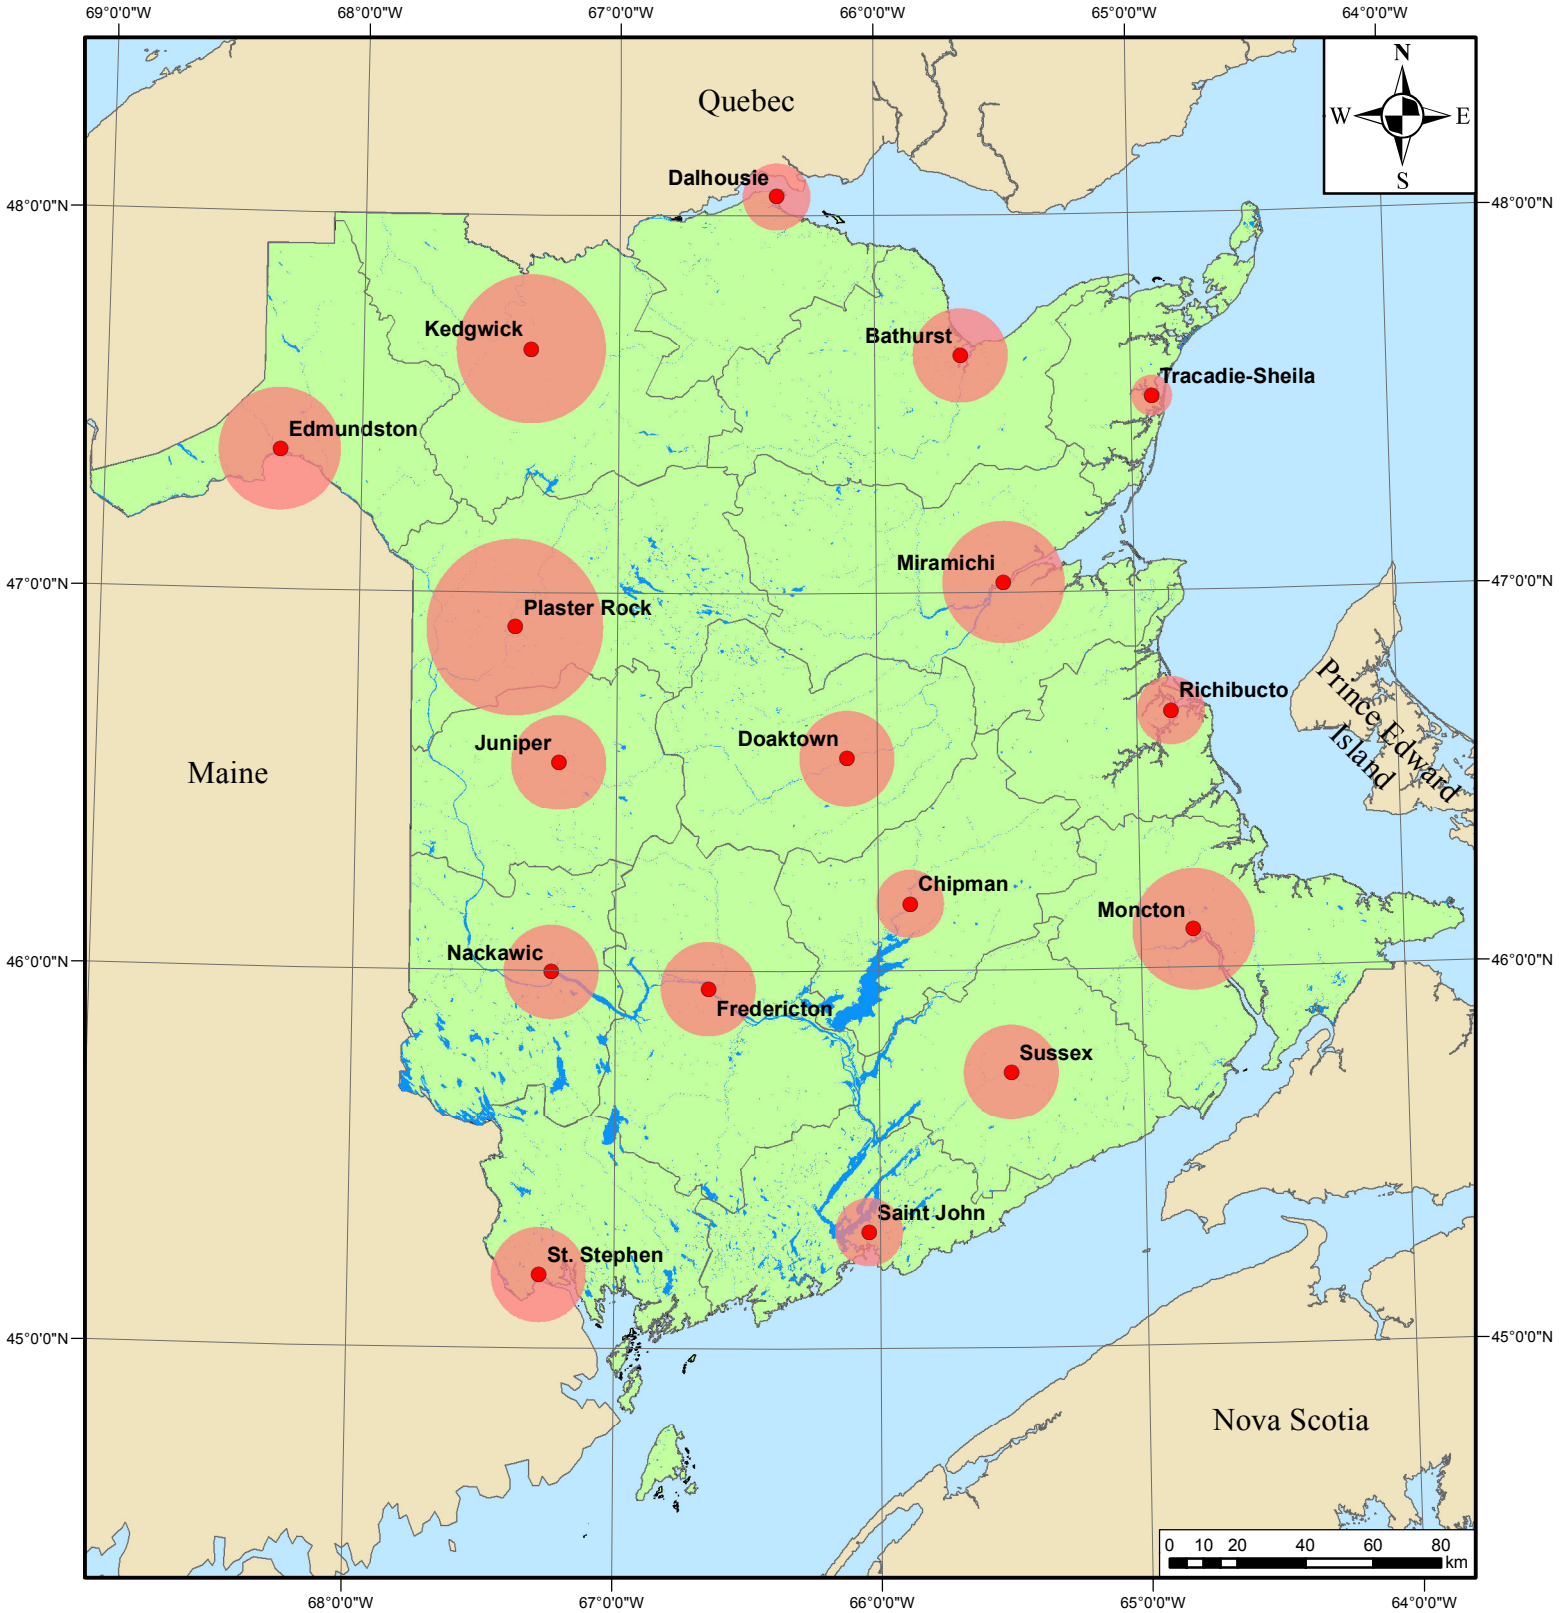 69°0'0"W 68°0'0"W 67°0'0"W 66°0'0"W 65°0'0"W 64°0'0"W
N
W E
S
Quebec
Dalhousie
48°0'0"N 48°0'0"N
Kedgwick
Bathurst
Tracadie-Sheila
Edmundston
Miramichi
47°0'0"N 47°0'0"N
Plaster Rock
Richibucto
Prince Edward
Island
Juniper
Doaktown
Maine
Chipman
Moncton
Nackawic
46°0'0"N 46°0'0"N
Fredericton
Sussex
Saint John
St. Stephen
45°0'0"N 45°0'0"N
Nova Scotia
0 10 20 40 60 80
km
68°0'0"W 67°0'0"W 66°0'0"W 65°0'0"W 64°0'0"W